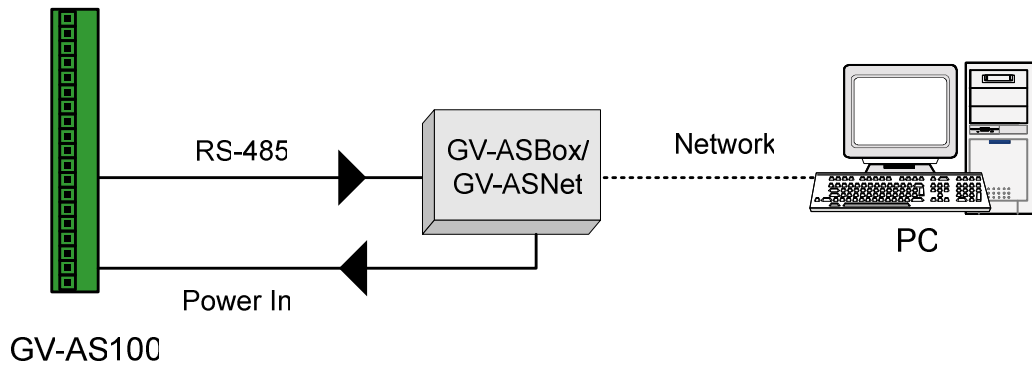 RS-485
GV-ASBox/
GV-ASNet
Network
PC
Power In
GV-AS100